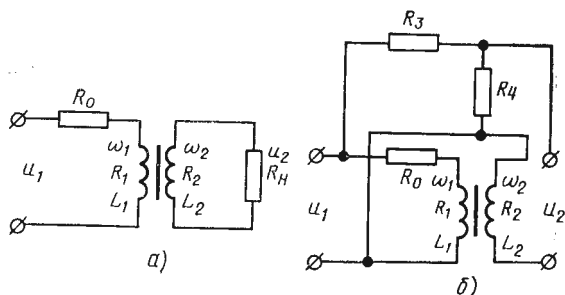 R₀ ω₁ ω₂ u₂
u₁ R₁ R₂ Rн
L₁ L₂
а)
R₃
R₄
R₀ ω₁ ω₂
u₁ R₁ R₂ u₂
L₁ L₂
б)